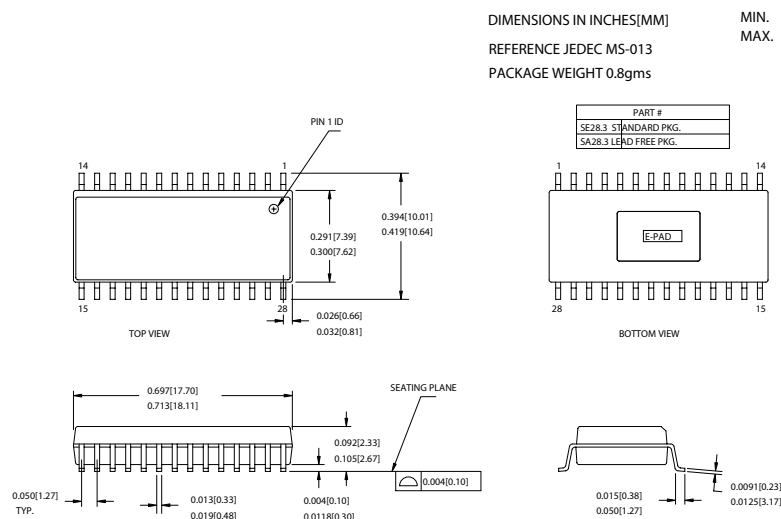 DIMENSIONS IN INCHES[MM] MIN.
MAX.
REFERENCE JEDEC MS-013
PACKAGE WEIGHT 0.8gms
PART #
SE28.3 STANDARD PKG.
SA28.3 LEAD FREE PKG.
PIN 1 ID
14 1
0.291[7.39]
0.300[7.62]
0.394[10.01]
0.419[10.64]
15 28
0.026[0.66]
0.032[0.81]
TOP VIEW
1 14
E-PAD
28 15
BOTTOM VIEW
0.697[17.70]
0.713[18.11]
SEATING PLANE
0.092[2.33]
0.105[2.67]
0.004[0.10]
0.050[1.27]
TYP.
0.013[0.33]
0.019[0.48]
0.004[0.10]
0.0118[0.30]
0.015[0.38]
0.050[1.27]
0.0091[0.23]
0.0125[3.17]